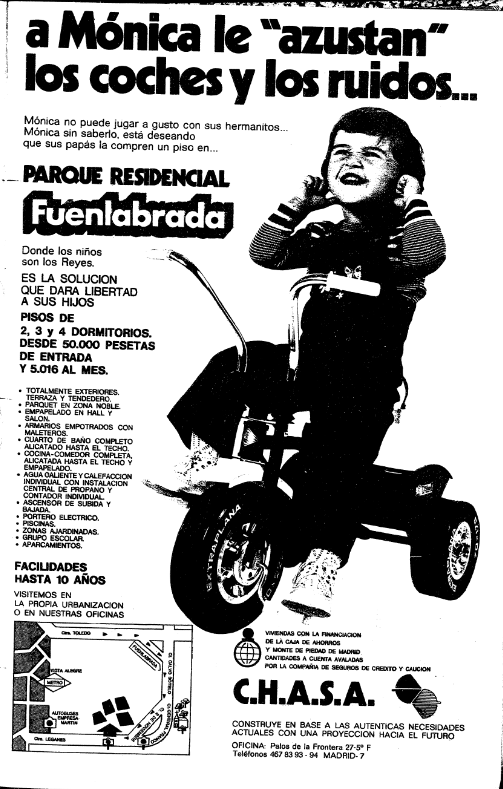 a Mónica le "azustan"
los coches y los ruidos...
Mónica no puede jugar a gusto con sus hermanitos...
Mónica sin saberlo, está deseando
que sus papás la compren un piso en...
PARQUE RESIDENCIAL
Fuenlabrada
Donde los niños
son los Reyes.
ES LA SOLUCION
QUE DARA LIBERTAD
A SUS HIJOS
PISOS DE
2, 3 y 4 DORMITORIOS.
DESDE 50.000 PESETAS
DE ENTRADA
Y 5.016 AL MES.
• TOTALMENTE EXTERIORES.
TERRAZA Y TENDEDERO.
• PARQUET EN ZONA NOBLE.
• EMPAPELADO EN HALL Y
SALON.
• ARMARIOS EMPOTRADOS CON
MALETEROS.
• CUARTO DE BAÑO COMPLETO
ALICATADO HASTA EL TECHO.
• COCINA-COMEDOR COMPLETA,
ALICATADA HASTA EL TECHO Y
EMPAPELADO.
• AGUA CALIENTE Y CALEFACCION
INDIVIDUAL CON INSTALACION
CENTRAL DE PROPANO Y
CONTADOR INDIVIDUAL.
• ASCENSOR DE SUBIDA Y
BAJADA.
• PORTERO ELECTRICO.
• PISCINAS.
• ZONAS AJARDINADAS.
• GRUPO ESCOLAR.
• APARCAMIENTOS.
FACILIDADES
HASTA 10 AÑOS
VISITEMOS EN
LA PROPIA URBANIZACION
O EN NUESTRAS OFICINAS
Ctra. TOLEDO
FUENLABRADA
VISTA ALEGRE
METRO
AUTOBUSES
EMPRESA
MARTIN
Ctra. LEGANES
EXTRAPLANA
VIVIENDAS CON LA FINANCIACION
DE LA CAJA DE AHORROS
Y MONTE DE PIEDAD DE MADRID
CANTIDADES A CUENTA AVALADAS
POR LA COMPAÑIA DE SEGUROS DE CREDITO Y CAUCION
C.H.A.S.A.
CONSTRUYE EN BASE A LAS AUTENTICAS NECESIDADES
ACTUALES CON UNA PROYECCION HACIA EL FUTURO
OFICINA: Palos de la Frontera 27-5º F
Teléfonos 467 83 93 - 94 MADRID-7